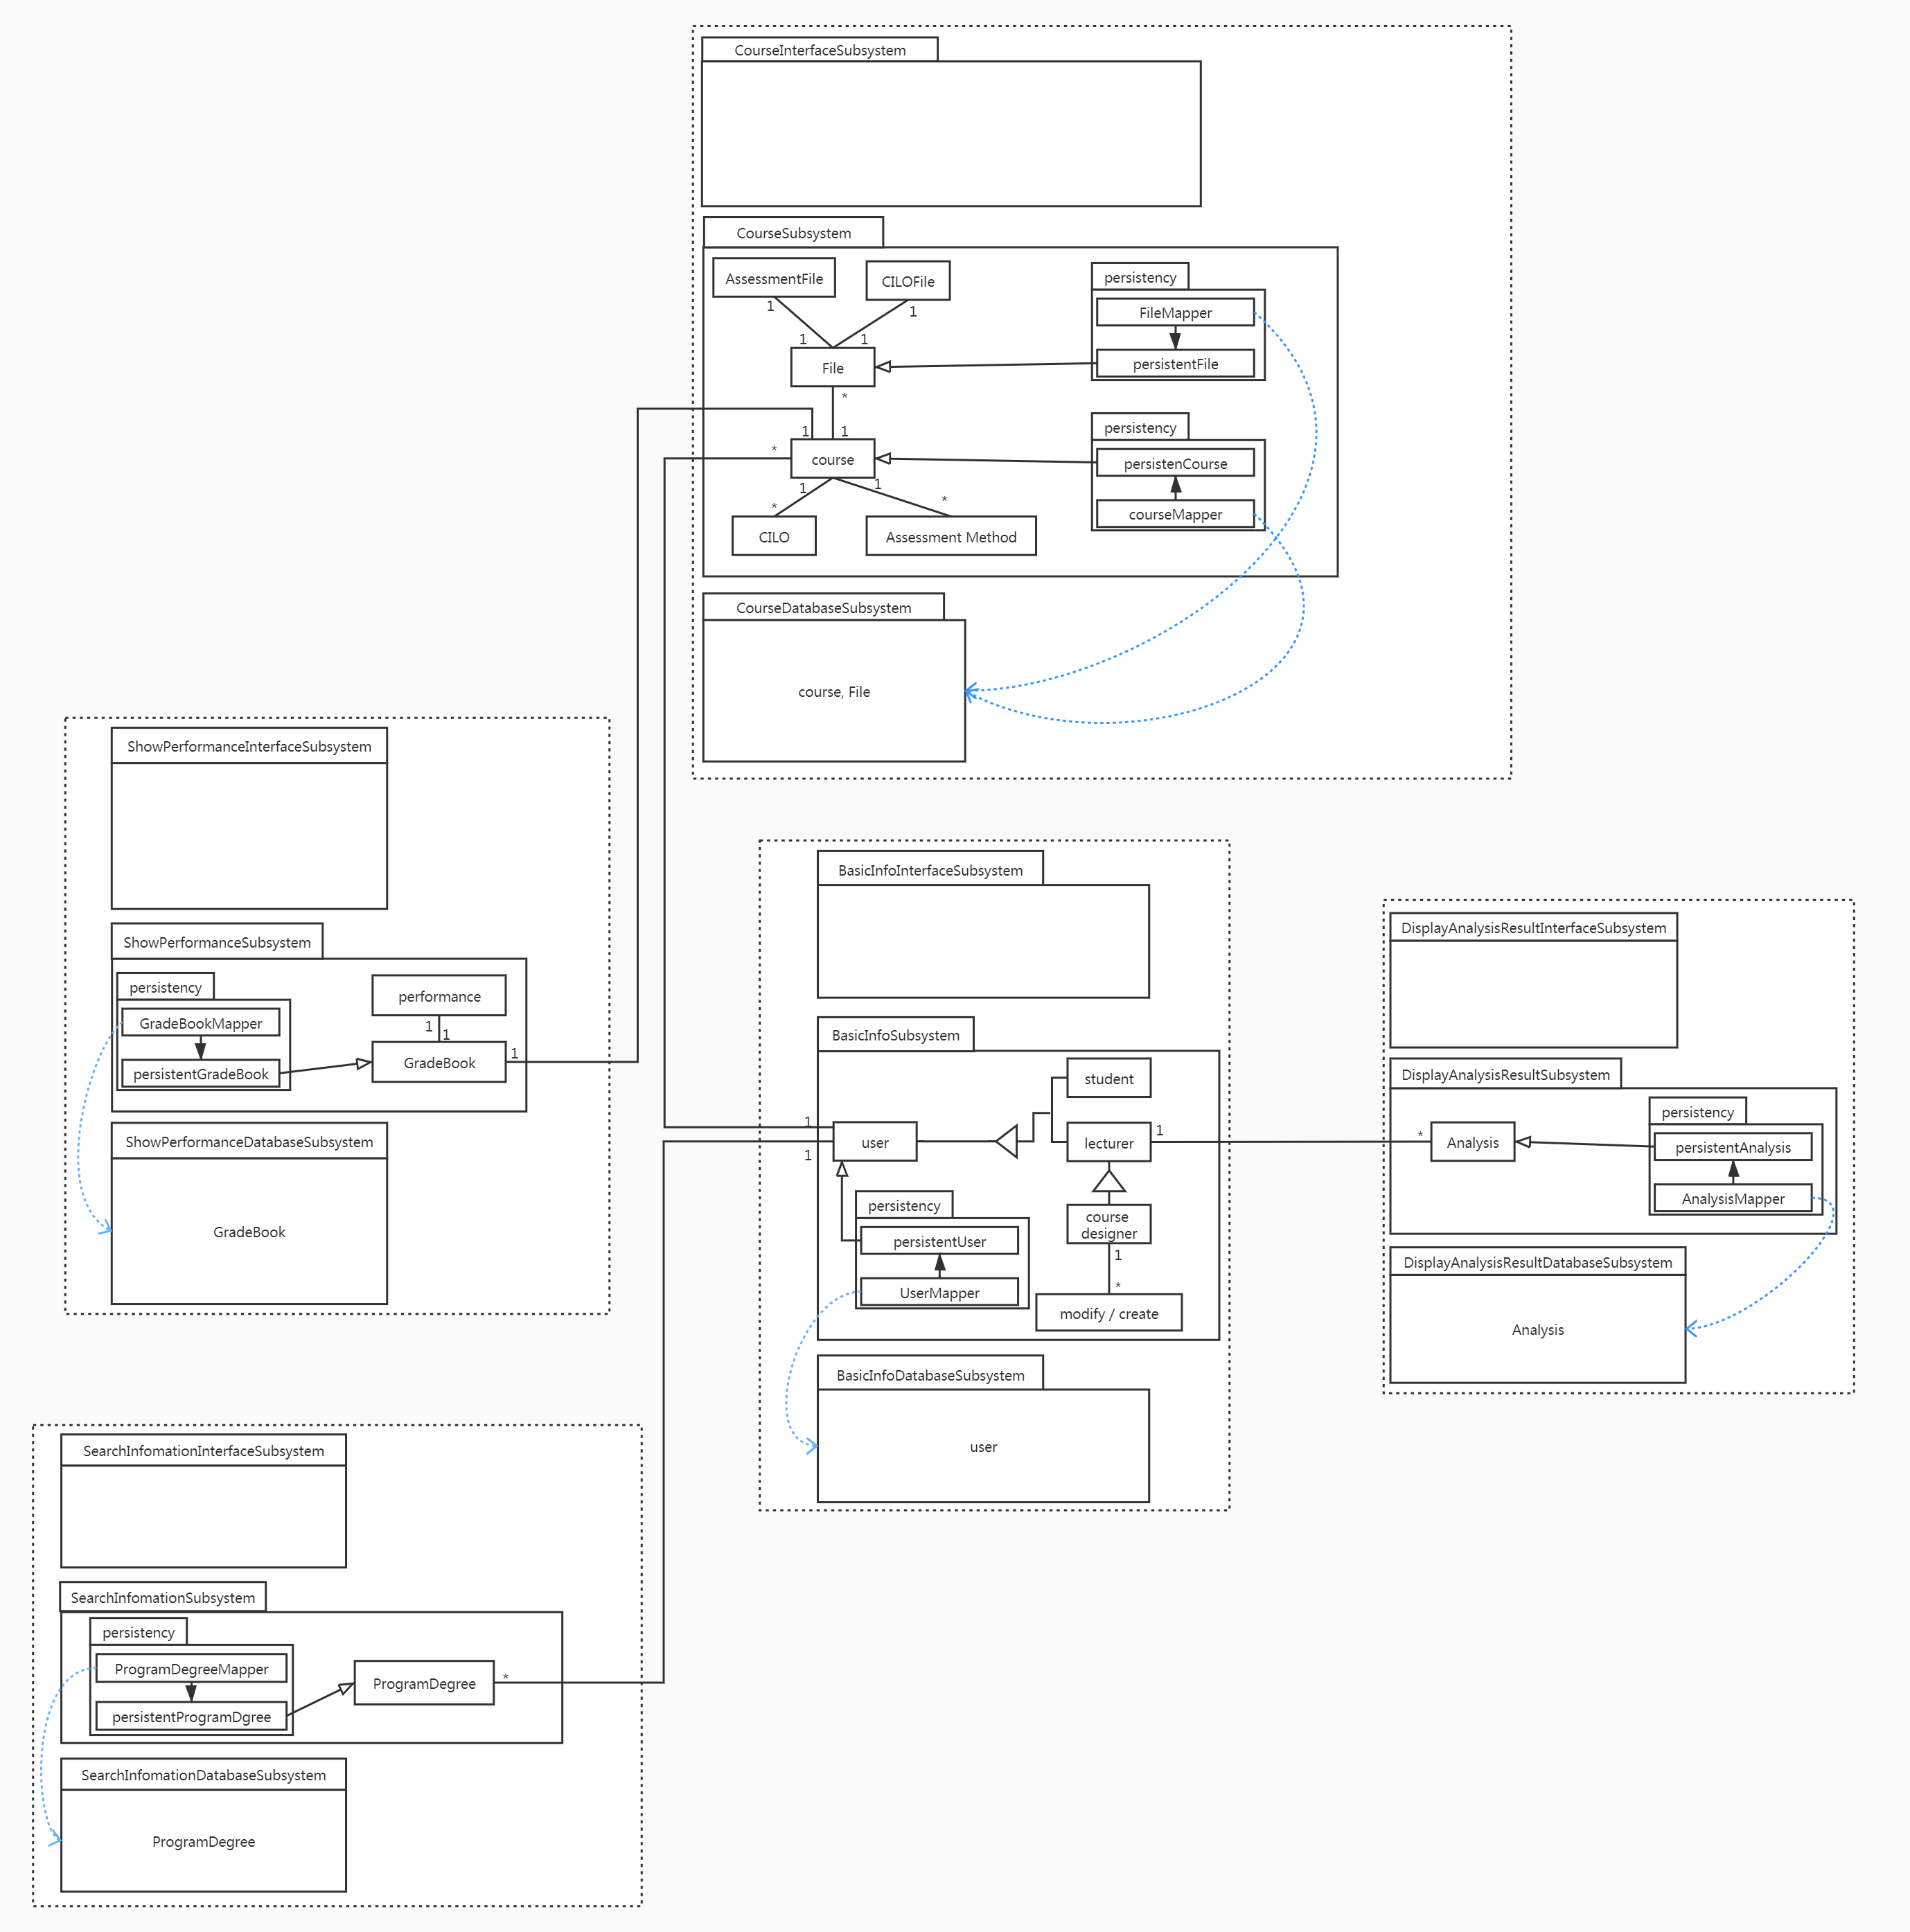 CourseInterfaceSubsystem
CourseSubsystem
AssessmentFile
CILOFile
1
1
1
1
File
*
1
1
*
course
1
1
*
*
CILO
Assessment Method
persistency
FileMapper
persistentFile
persistency
persistenCourse
courseMapper
CourseDatabaseSubsystem
course, File
ShowPerformanceInterfaceSubsystem
ShowPerformanceSubsystem
persistency
GradeBookMapper
persistentGradeBook
performance
1
1
GradeBook
1
ShowPerformanceDatabaseSubsystem
GradeBook
BasicInfoInterfaceSubsystem
BasicInfoSubsystem
student
1
user
1
lecturer
1
persistency
persistentUser
UserMapper
course
designer
1
*
modify / create
BasicInfoDatabaseSubsystem
user
DisplayAnalysisResultInterfaceSubsystem
DisplayAnalysisResultSubsystem
*
Analysis
persistency
persistentAnalysis
AnalysisMapper
DisplayAnalysisResultDatabaseSubsystem
Analysis
SearchInfomationInterfaceSubsystem
SearchInfomationSubsystem
persistency
ProgramDegreeMapper
persistentProgramDgree
ProgramDegree
*
SearchInfomationDatabaseSubsystem
ProgramDegree